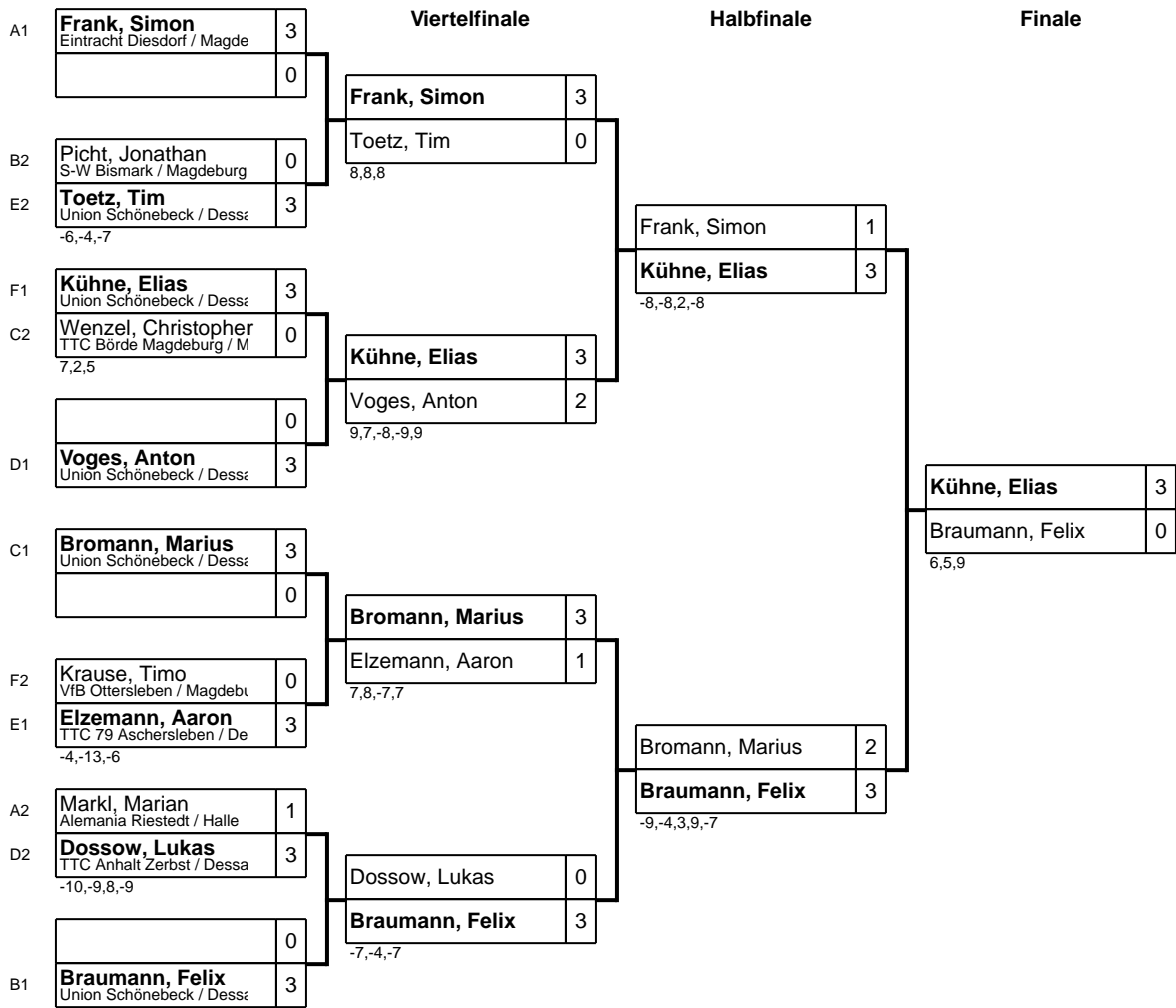 Viertelfinale
Halbfinale
Finale
A1
Frank, Simon
3
Eintracht Diesdorf / Magde
0
B2
Picht, Jonathan
0
S-W Bismark / Magdeburg
E2
Toetz, Tim
3
Union Schönebeck / Dessa
-6,-4,-7
F1
Kühne, Elias
3
Union Schönebeck / Dessa
C2
Wenzel, Christopher
0
TTC Börde Magdeburg / M
7,2,5
0
D1
Voges, Anton
3
Union Schönebeck / Dessa
C1
Bromann, Marius
3
Union Schönebeck / Dessa
0
F2
Krause, Timo
0
VfB Ottersleben / Magdebu
E1
Elzemann, Aaron
3
TTC 79 Aschersleben / De
-4,-13,-6
A2
Markl, Marian
1
Alemania Riestedt / Halle
D2
Dossow, Lukas
3
TTC Anhalt Zerbst / Dessa
-10,-9,8,-9
0
B1
Braumann, Felix
3
Union Schönebeck / Dessa
Frank, Simon 3
Toetz, Tim 0
8,8,8
Kühne, Elias 3
Voges, Anton 2
9,7,-8,-9,9
Bromann, Marius 3
Elzemann, Aaron 1
7,8,-7,7
Dossow, Lukas 0
Braumann, Felix 3
-7,-4,-7
Frank, Simon 1
Kühne, Elias 3
-8,-8,2,-8
Bromann, Marius 2
Braumann, Felix 3
-9,-4,3,9,-7
Kühne, Elias 3
Braumann, Felix 0
6,5,9